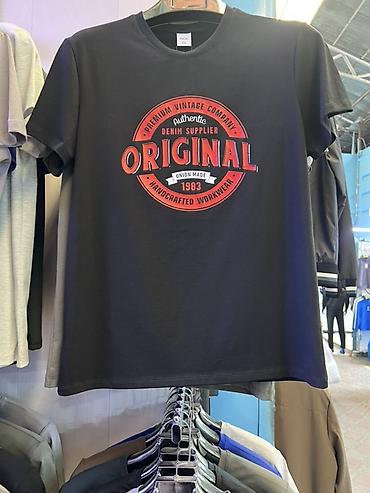 PREMIUM VINTAGE COMPANY
Authentic
DENIM SUPPLIER
ORIGINAL
UNION MADE
1983
HANDCRAFTED WORKWEAR